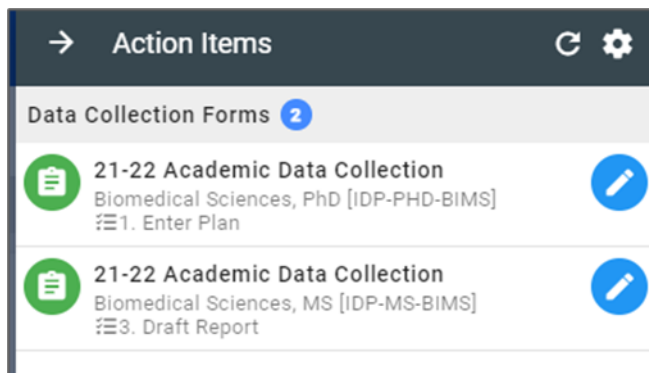 Action Items
Data Collection Forms 2
21-22 Academic Data Collection
Biomedical Sciences, PhD [IDP-PHD-BIMS]
1. Enter Plan
21-22 Academic Data Collection
Biomedical Sciences, MS [IDP-MS-BIMS]
3. Draft Report